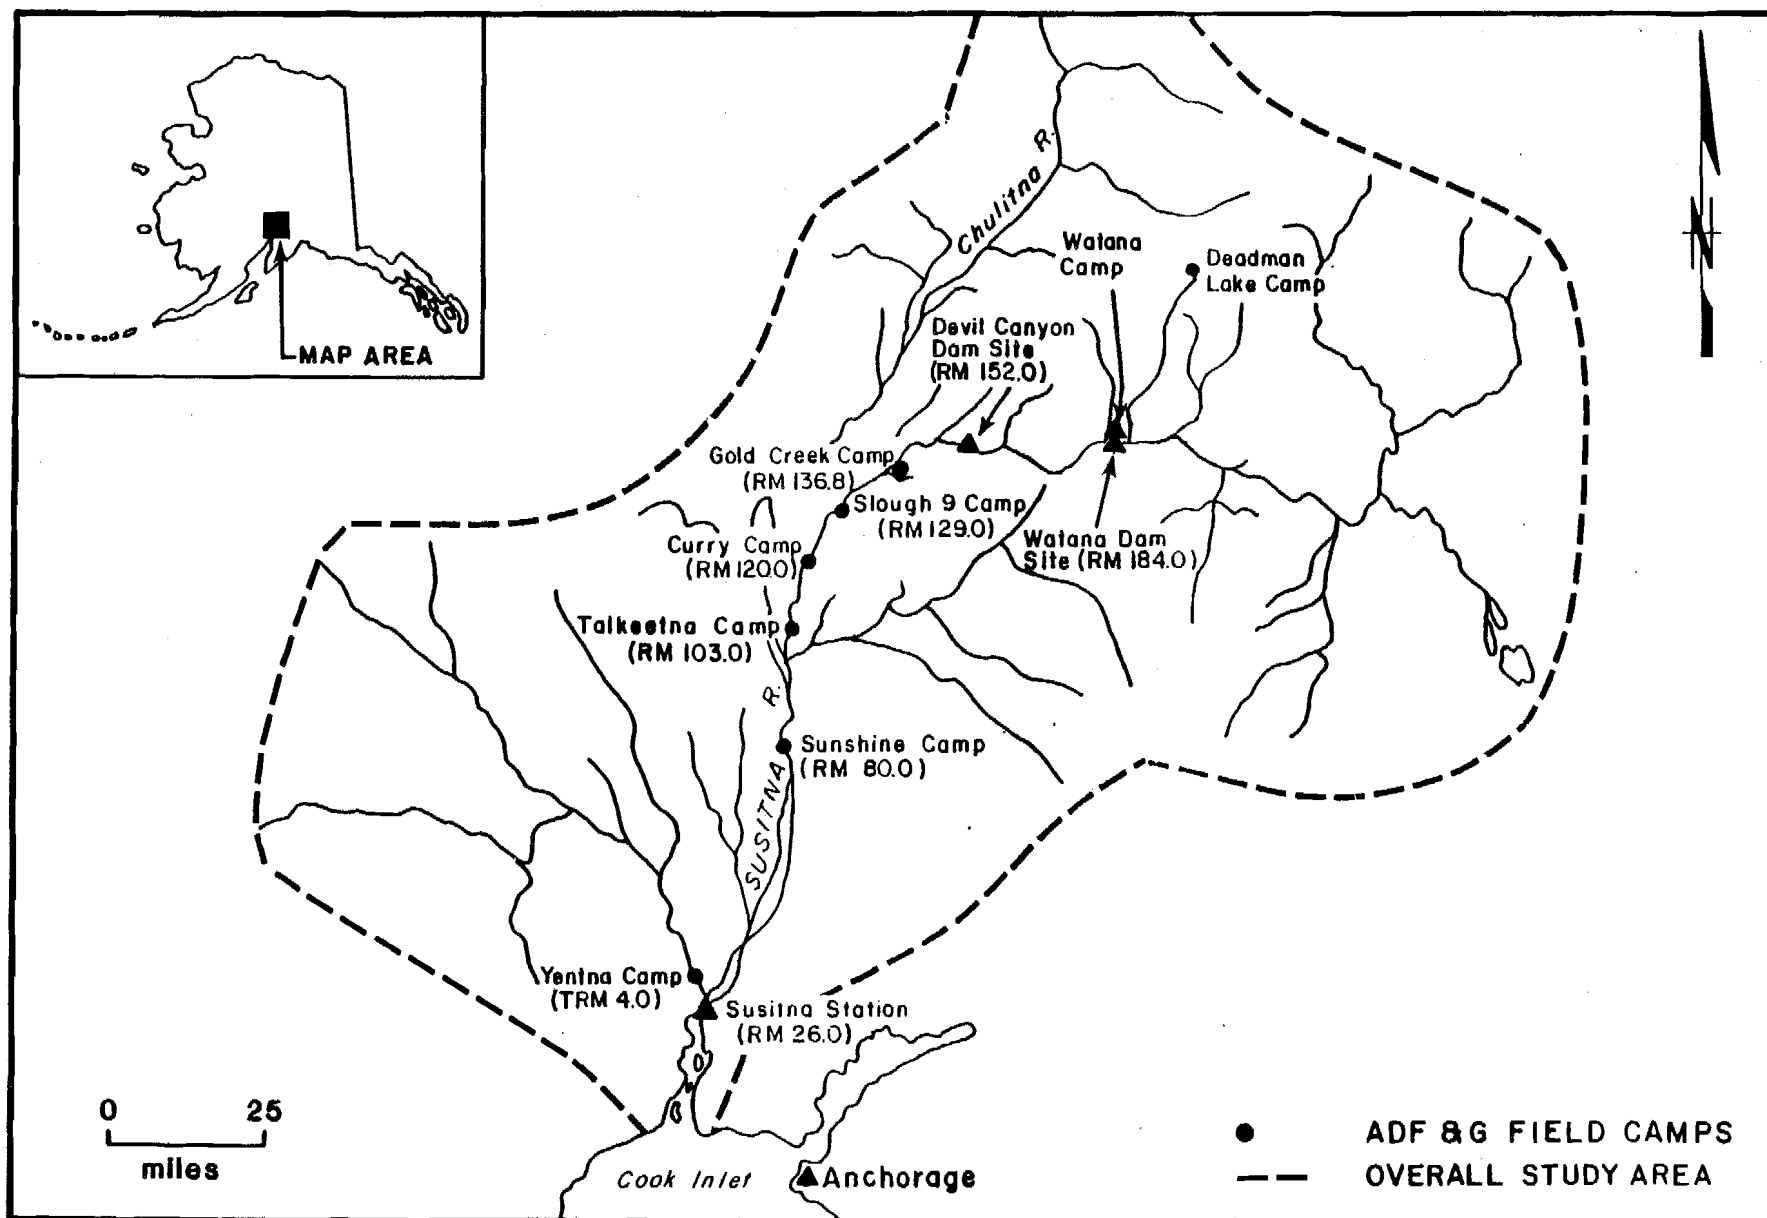 MAP AREA
Chulitna R.
Watana
Camp
Deadman
Lake Camp
N
Devil Canyon
Dam Site
(RM 152.0)
Gold Creek Camp
(RM 136.8)
Slough 9 Camp
(RM 129.0)
Watana Dam
Site (RM 184.0)
Curry Camp
(RM 120.0)
Talkeetna Camp
(RM 103.0)
SUSITNA R.
Sunshine Camp
(RM 80.0)
Yentna Camp
(TRM 4.0)
Susitna Station
(RM 26.0)
0 25
miles
Cook Inlet
Anchorage
ADF & G FIELD CAMPS
OVERALL STUDY AREA